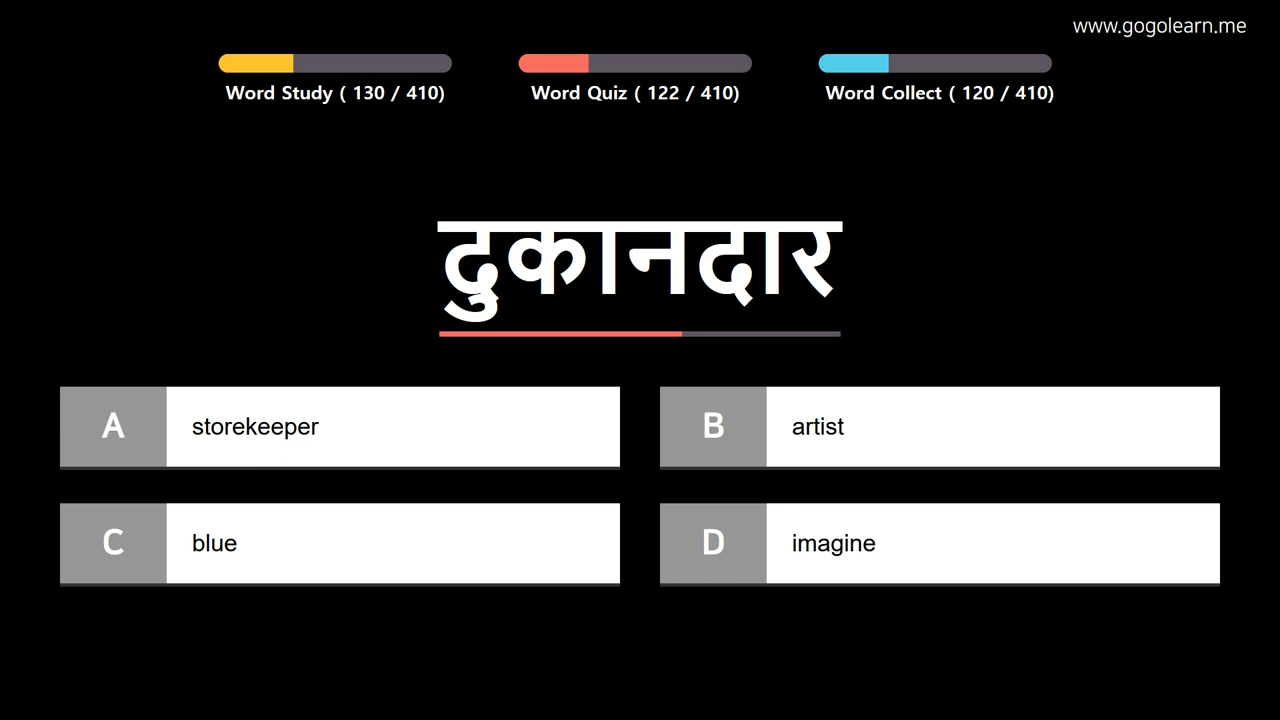 www.gogolearn.me
Word Study ( 130 / 410)
Word Quiz ( 122 / 410)
Word Collect ( 120 / 410)
दुकानदार
A storekeeper
B artist
C blue
D imagine